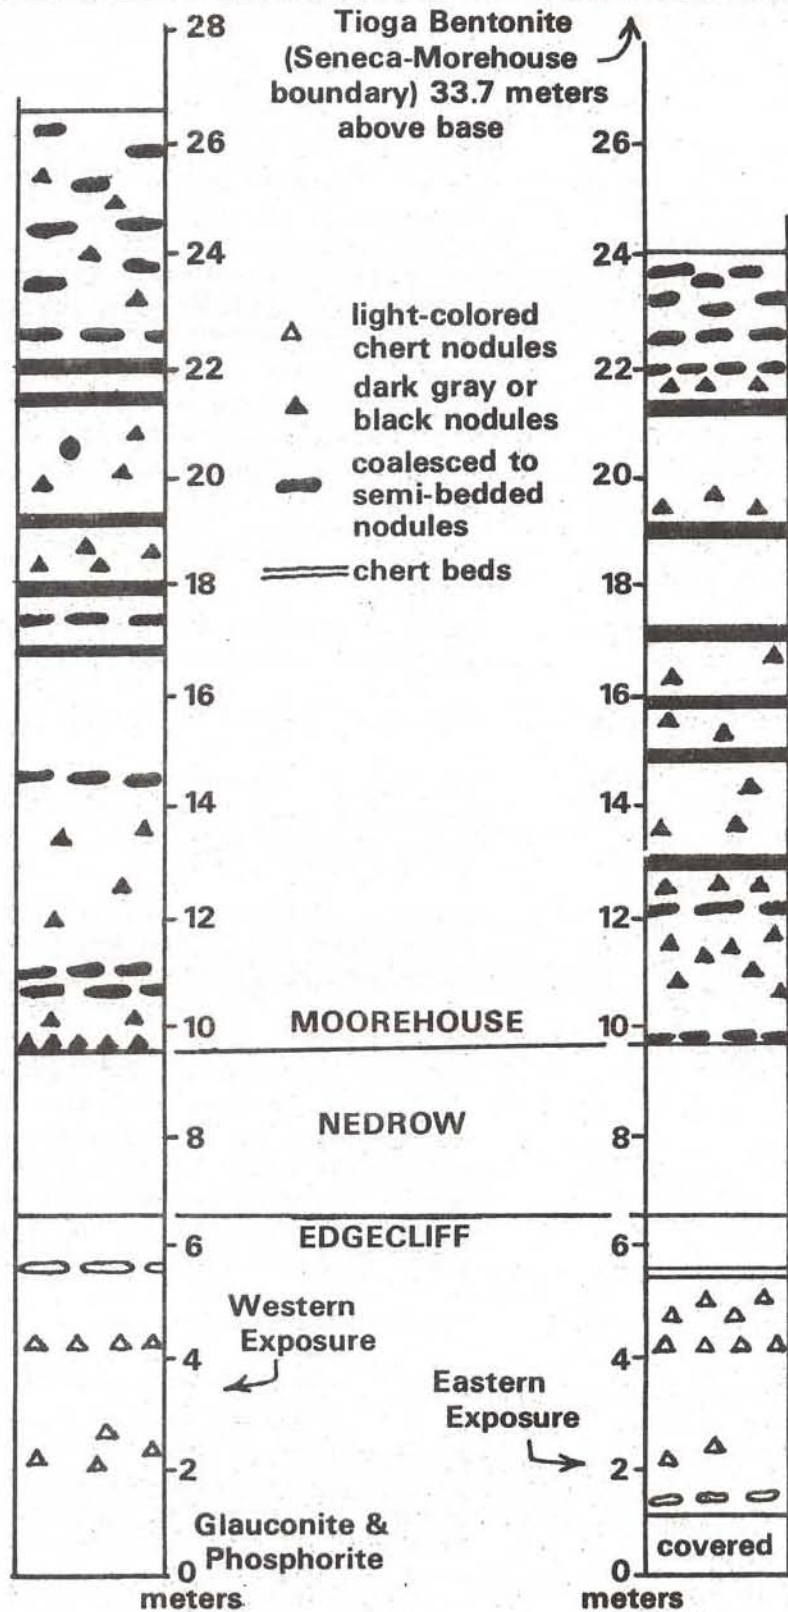 28
Tioga Bentonite
(Seneca-Morehouse
boundary) 33.7 meters
above base
26
26
24
24
light-colored
chert nodules
22
22
dark gray or
black nodules
20
20
coalesced to
semi-bedded
nodules
chert beds
18
18
16
16
14
14
12
12
10
MOOREHOUSE
10
8
NEDROW
8
6
EDGECLIFF
6
Western
Exposure
4
4
Eastern
Exposure
2
2
Glauconite &
Phosphorite
covered
0
0
meters
meters